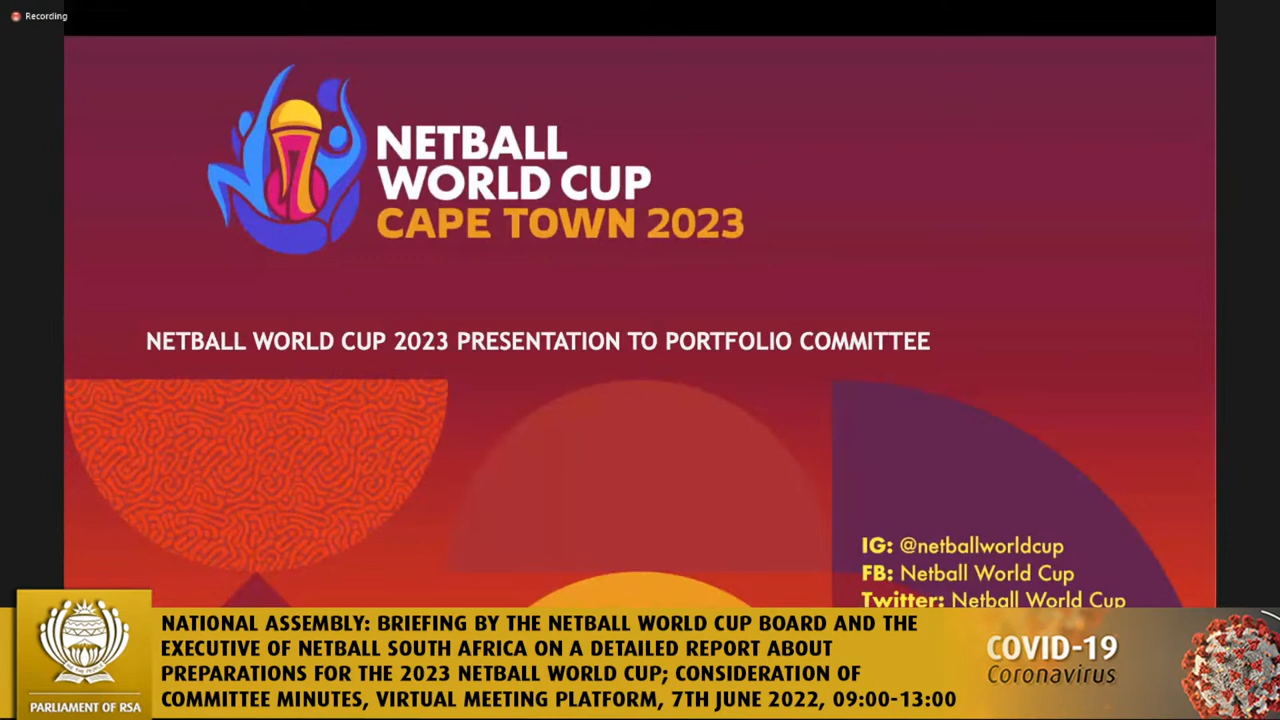 Recording
NETBALL
WORLD CUP
CAPE TOWN 2023
NETBALL WORLD CUP 2023 PRESENTATION TO PORTFOLIO COMMITTEE
IG: @netballworldcup
FB: Netball World Cup
Twitter: Netball World Cup
NATIONAL ASSEMBLY: BRIEFING BY THE NETBALL WORLD CUP BOARD AND THE
EXECUTIVE OF NETBALL SOUTH AFRICA ON A DETAILED REPORT ABOUT
PREPARATIONS FOR THE 2023 NETBALL WORLD CUP; CONSIDERATION OF
COMMITTEE MINUTES, VIRTUAL MEETING PLATFORM, 7TH JUNE 2022, 09:00-13:00
PARLIAMENT OF RSA
COVID-19
Coronavirus